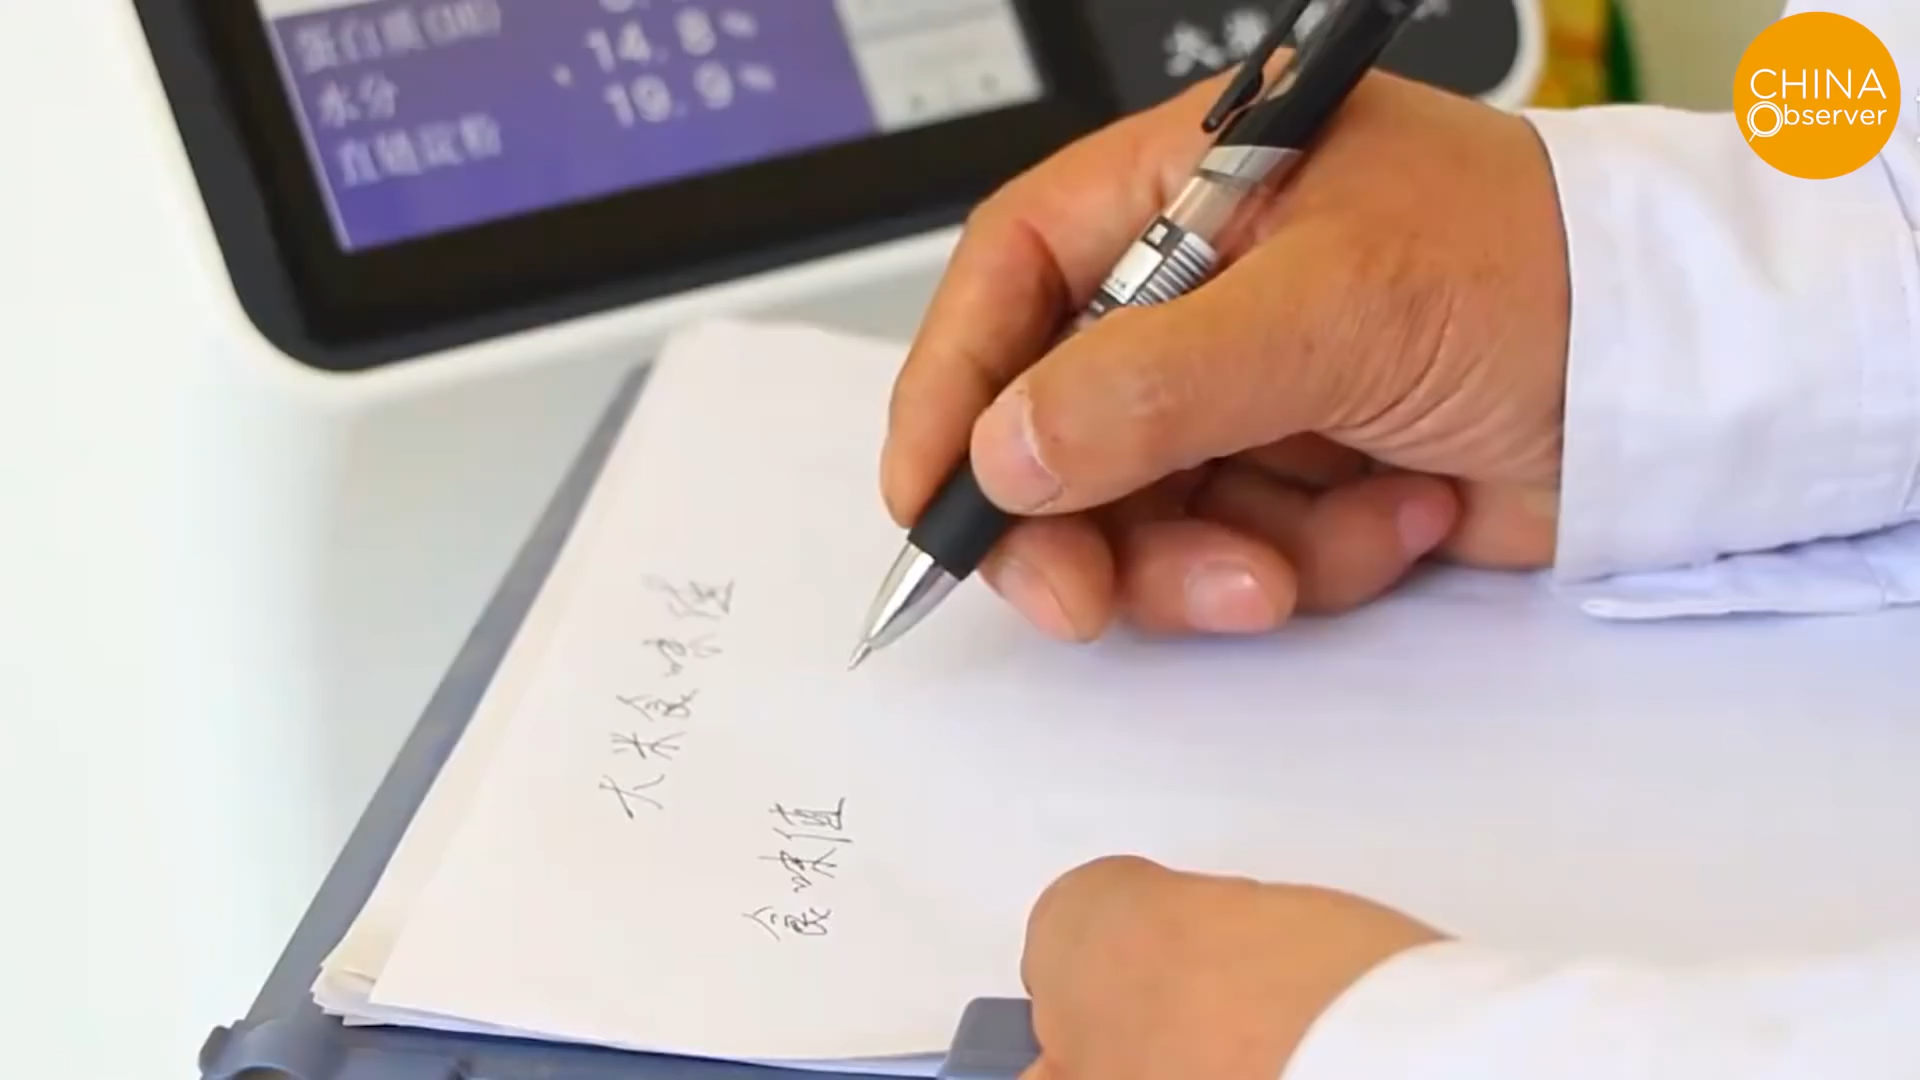 蛋白质(干)
水分 14.8%
直链淀粉 19.9%
CHINA
Observer
大米食味值
食味值